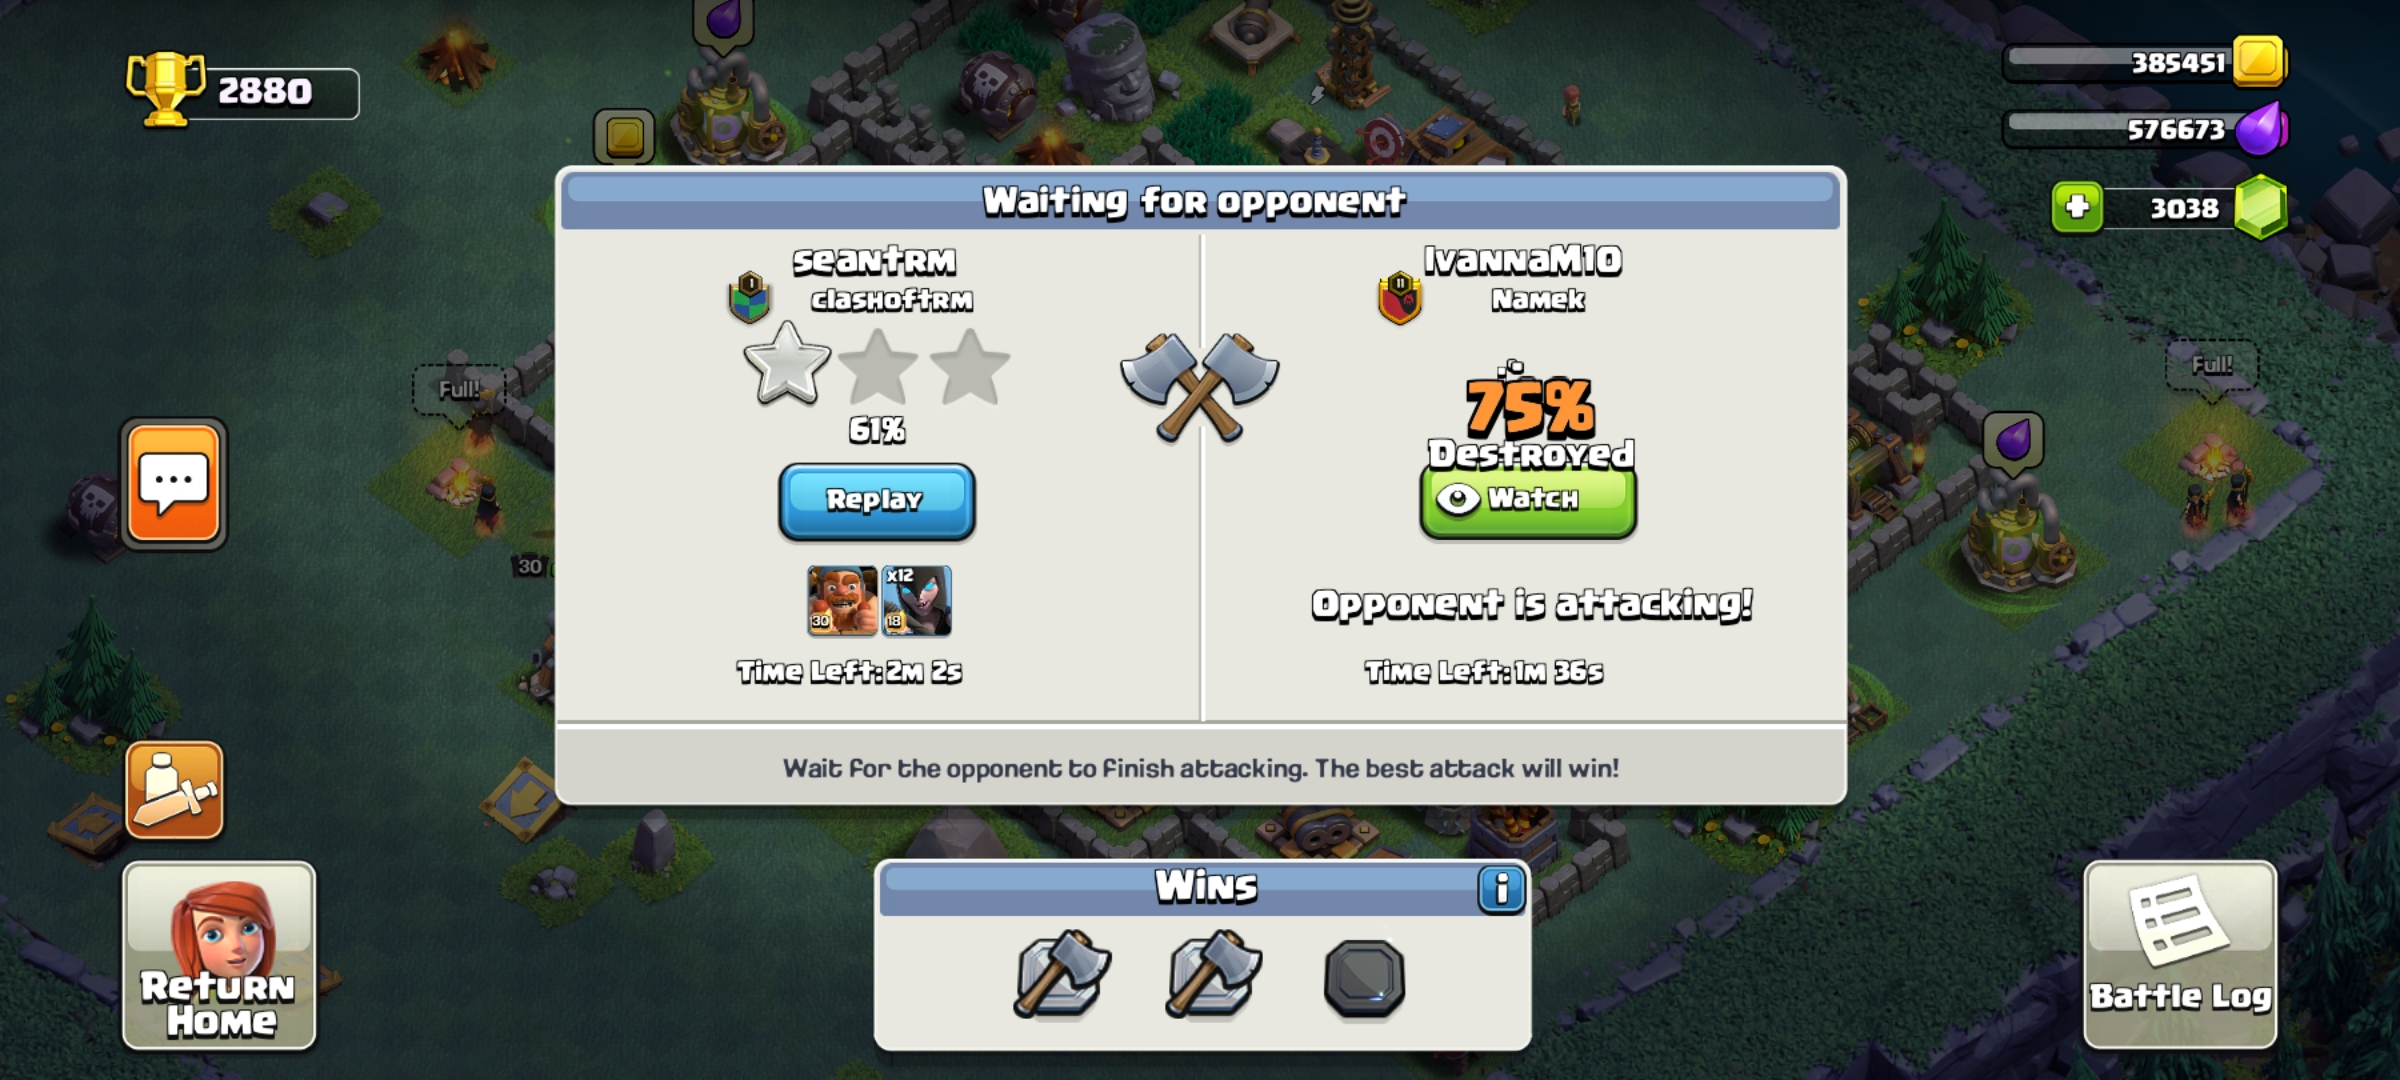 2880
385451
576673
3038
Waiting for opponent
seantrm
1
clashoftrm
61%
Replay
x12
30
18
Time Left:2m 2s
IvannaM10
11
Namek
75%
Destroyed
Watch
Opponent is attacking!
Time Left:1m 36s
Wait for the opponent to finish attacking. The best attack will win!
Full!
Full!
30
Wins
i
Return
Home
Battle Log